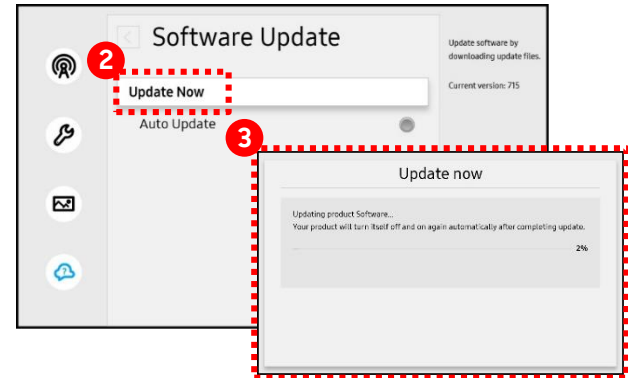 Software Update
Update software by
downloading update files.
Current version: 715
2
Update Now
Auto Update
3
Update now
Updating product Software...
Your product will turn itself off and on again automatically after completing update.
2%
?